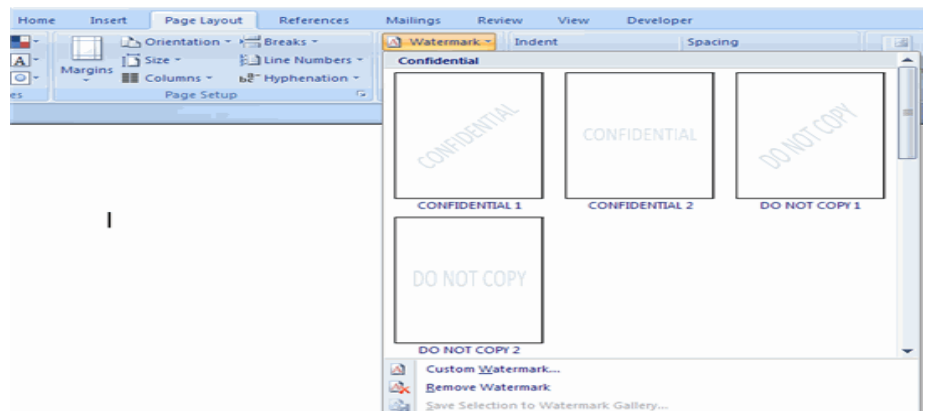 Home Insert Page Layout References Mailings Review View Developer
Orientation Breaks Watermark Indent Spacing
A Size Line Numbers
Margins Columns Hyphenation
es Page Setup
Confidential
CONFIDENTIAL CONFIDENTIAL DO NOT COPY
CONFIDENTIAL 1 CONFIDENTIAL 2 DO NOT COPY 1
DO NOT COPY
DO NOT COPY 2
Custom Watermark...
Remove Watermark
Save Selection to Watermark Gallery...